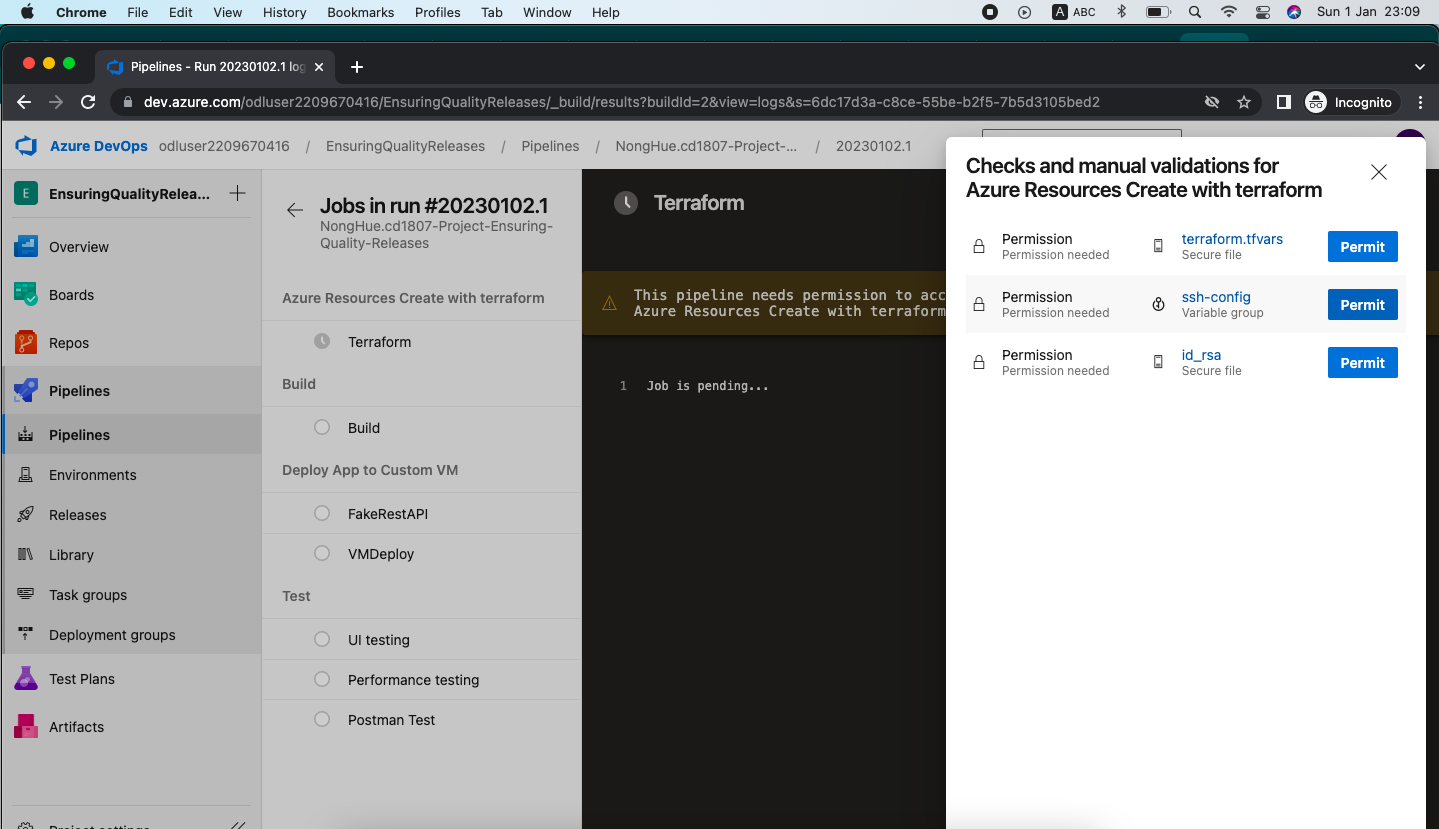 Chrome File Edit View History Bookmarks Profiles Tab Window Help A ABC Sun 1 Jan 23:09
Pipelines - Run 20230102.1 log
dev.azure.com/odluser2209670416/EnsuringQualityReleases/_build/results?buildId=2&view=logs&s=6dc17d3a-c8ce-55be-b2f5-7b5d3105bed2
Incognito
Azure DevOps odluser2209670416 / EnsuringQualityReleases / Pipelines / NongHue.cd1807-Project-... / 20230102.1
E EnsuringQualityRelea...
Overview
Boards
Repos
Pipelines
Pipelines
Environments
Releases
Library
Task groups
Deployment groups
Test Plans
Artifacts
Project settings
Jobs in run #20230102.1
NongHue.cd1807-Project-Ensuring-
Quality-Releases
Azure Resources Create with terraform
Terraform
Build
Build
Deploy App to Custom VM
FakeRestAPI
VMDeploy
Test
UI testing
Performance testing
Postman Test
Terraform
This pipeline needs permission to acc
Azure Resources Create with terraform
1 Job is pending...
Checks and manual validations for
Azure Resources Create with terraform
Permission terraform.tfvars
Permission needed Secure file
Permit
Permission ssh-config
Permission needed Variable group
Permit
Permission id_rsa
Permission needed Secure file
Permit